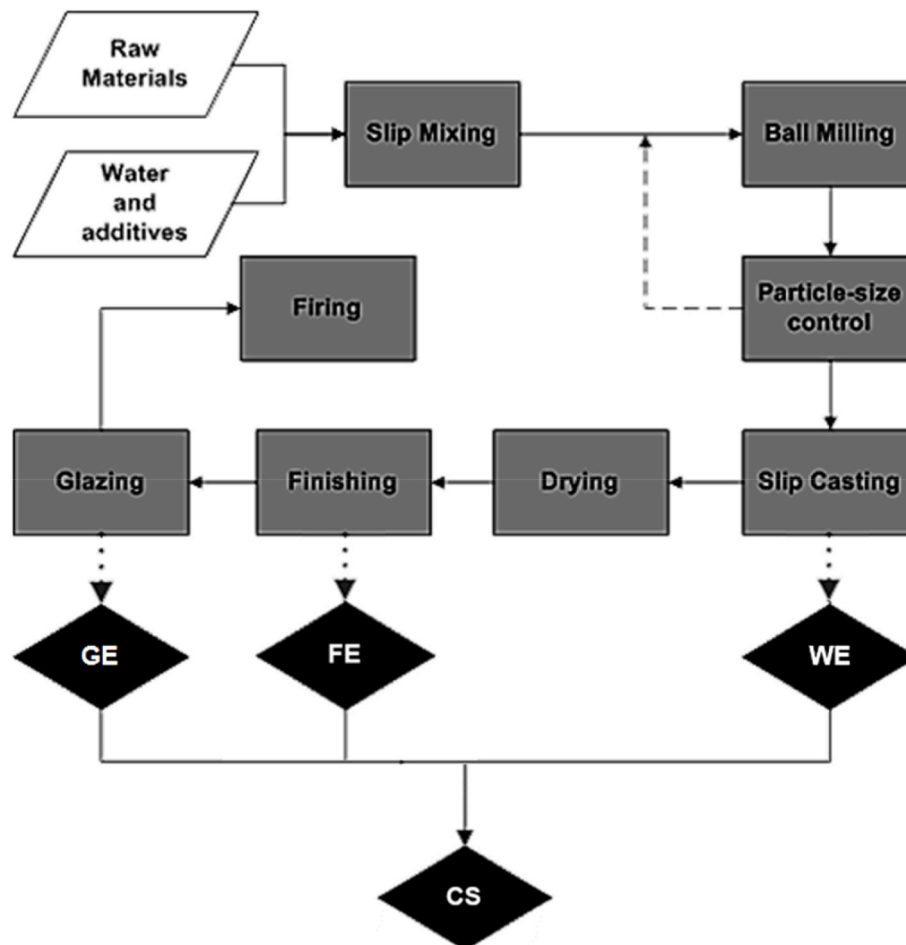 Raw
Materials
Slip Mixing
Ball Milling
Water
and
additives
Firing
Particle-size
control
Glazing
Finishing
Drying
Slip Casting
GE
FE
WE
CS